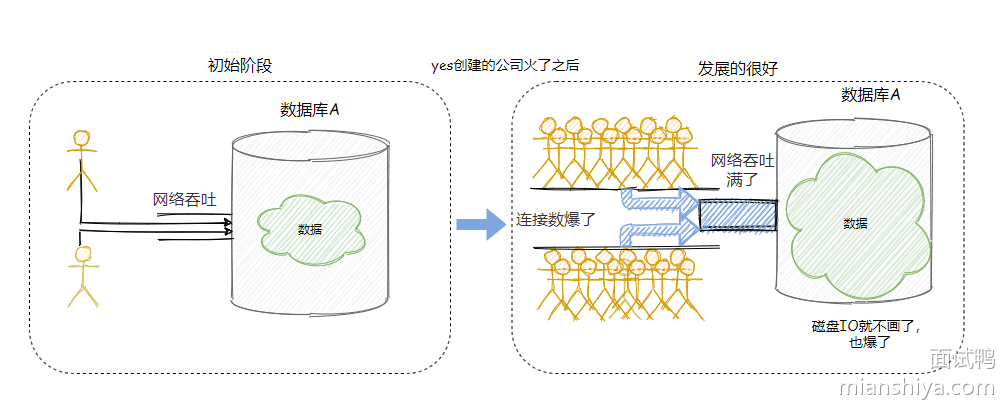 初始阶段
yes创建的公司火了之后
发展的很好
数据库A
网络吞吐
数据
数据库A
网络吞吐
满了
连接数爆了
数据
磁盘IO就不画了，
也爆了
面试鸭
mianshiya.com